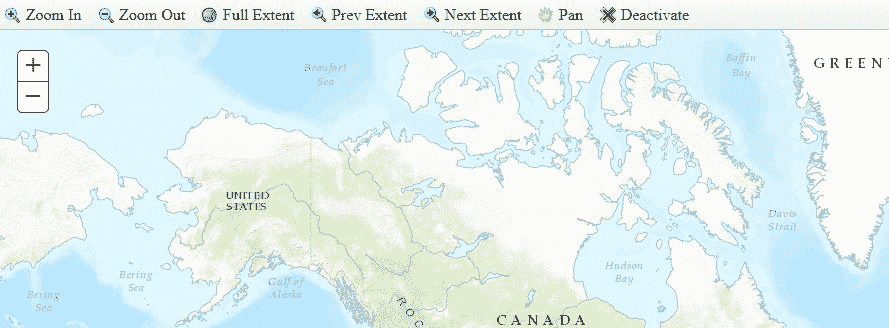 Zoom In Zoom Out Full Extent Prev Extent Next Extent Pan Deactivate
+
−
Beaufort
Sea
Baffin
Bay
GREEN
UNITED
STATES
Davis
Strait
Bering
Sea
Gulf of
Alaska
Hudson
Bay
Bering
Sea
ROO
CANADA